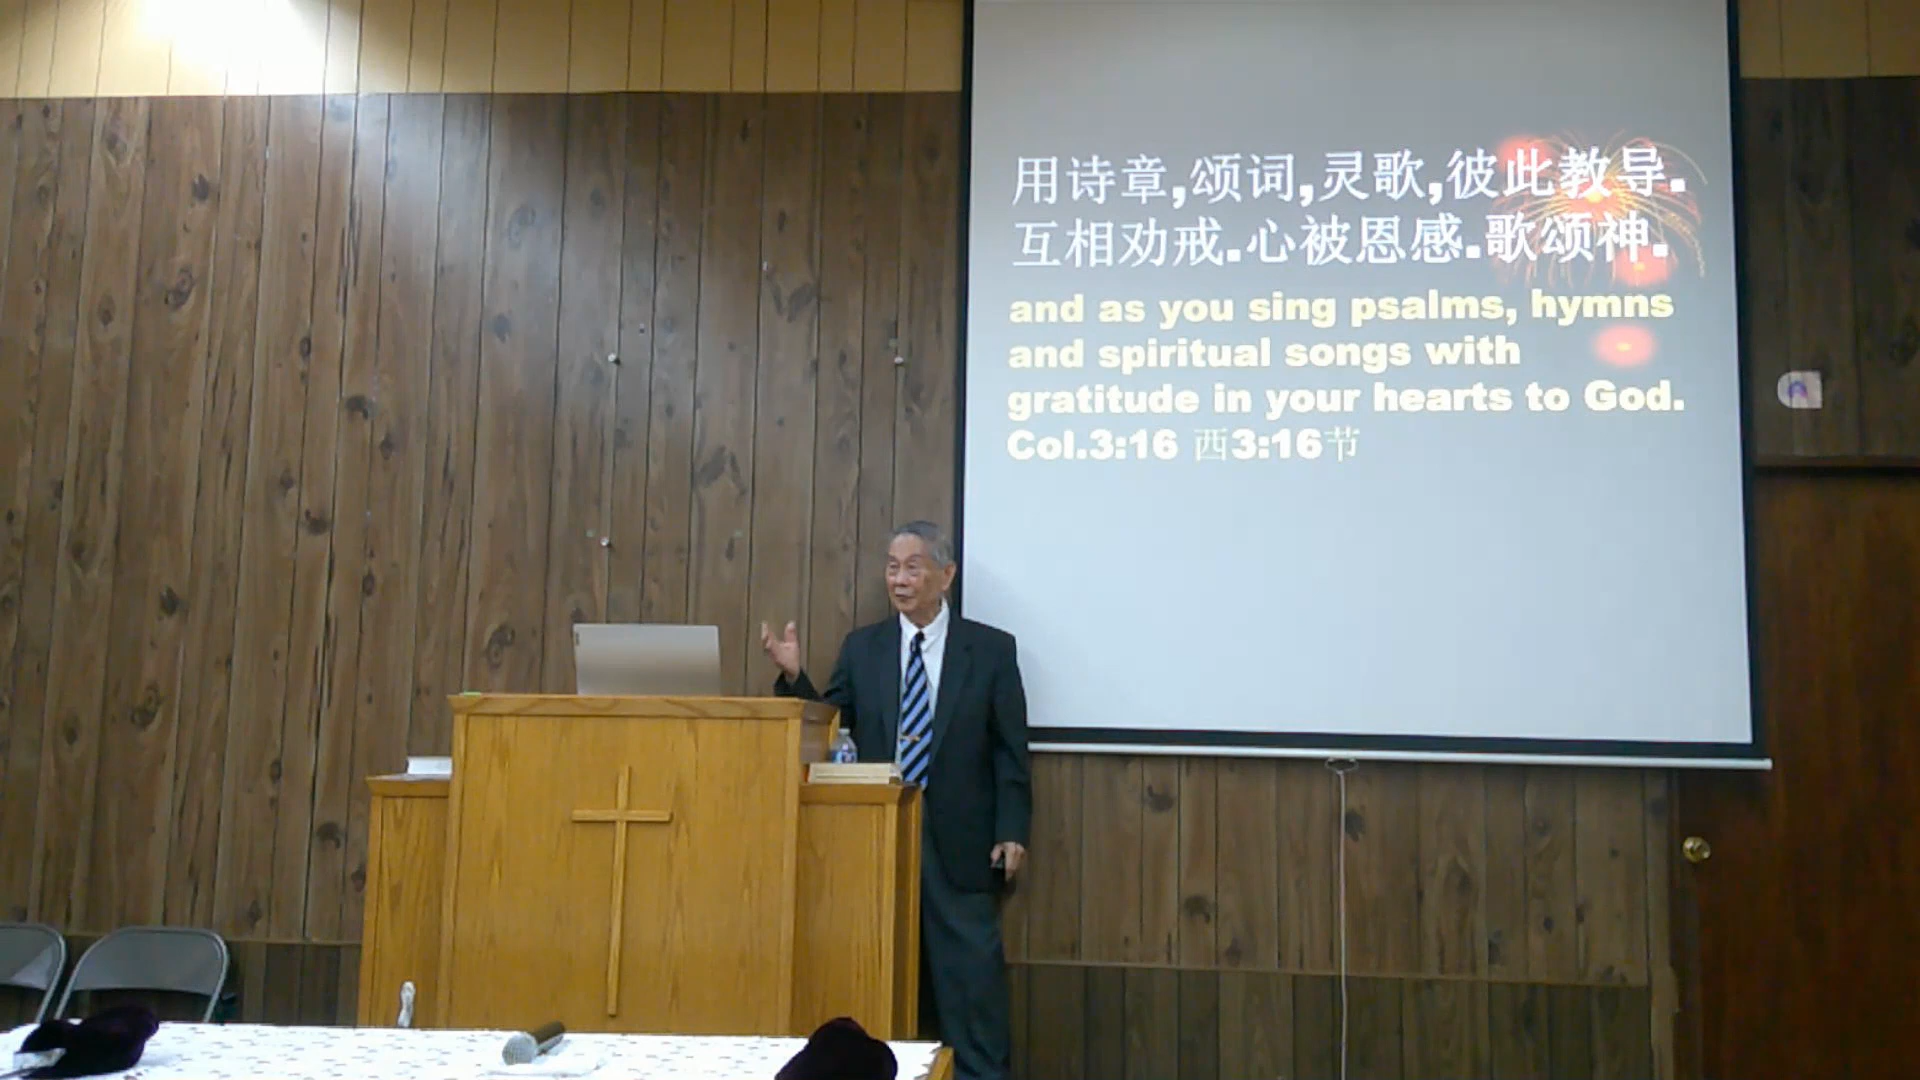 用诗章,颂词,灵歌,彼此教导.
互相劝戒.心被恩感.歌颂神.
and as you sing psalms, hymns
and spiritual songs with
gratitude in your hearts to God.
Col.3:16 西3:16节